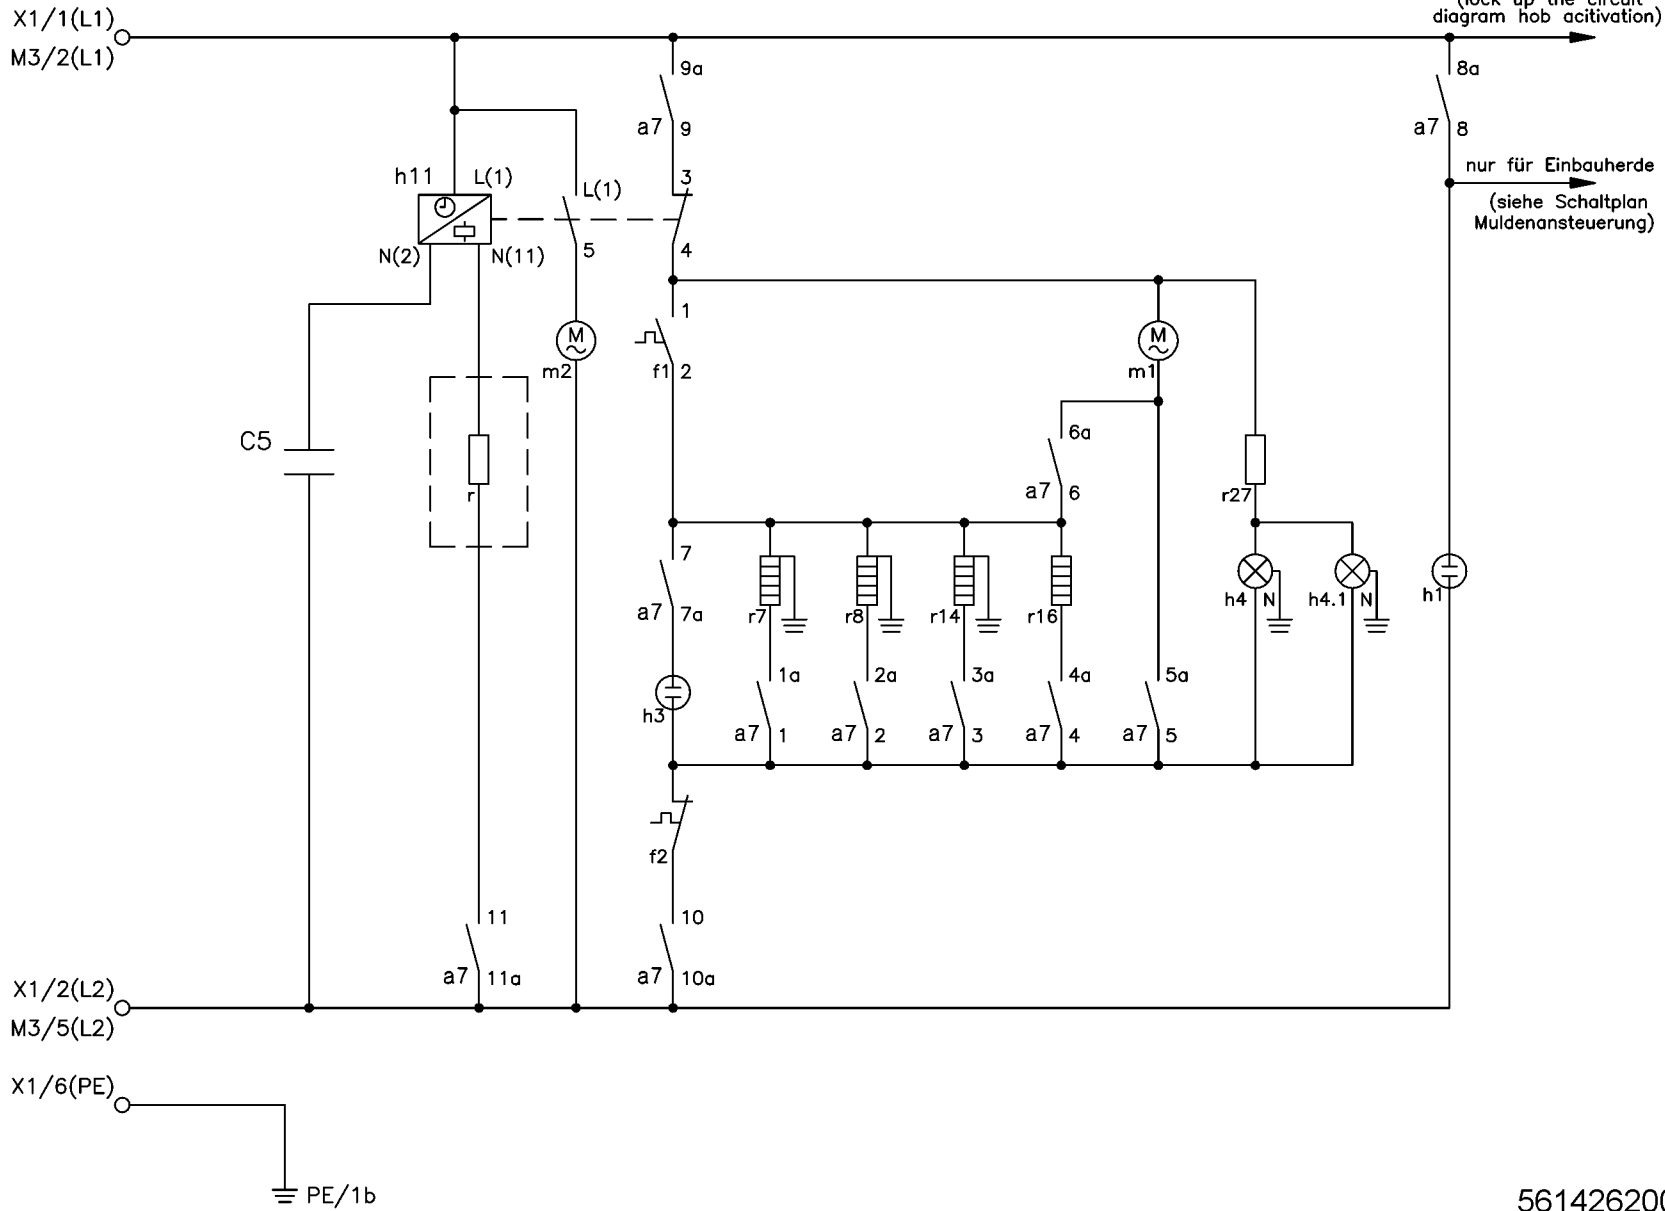 X1/1(L1)
M3/2(L1)
(lock up the circuit
diagram hob acitivation)
9a
a7 9
8a
a7 8
nur für Einbauherde
(siehe Schaltplan
Muldenansteuerung)
h11 L(1)
N(2) N(11)
L(1)
5
3
4
1
f1 2
M
m2
M
m1
C5
r
6a
a7 6
r27
7
a7 7a
r7
r8
r14
r16
h4 N
h4.1 N
h1
h3
1a
a7 1
2a
a7 2
3a
a7 3
4a
a7 4
5a
a7 5
f2
11
a7 11a
10
a7 10a
X1/2(L2)
M3/5(L2)
X1/6(PE)
PE/1b